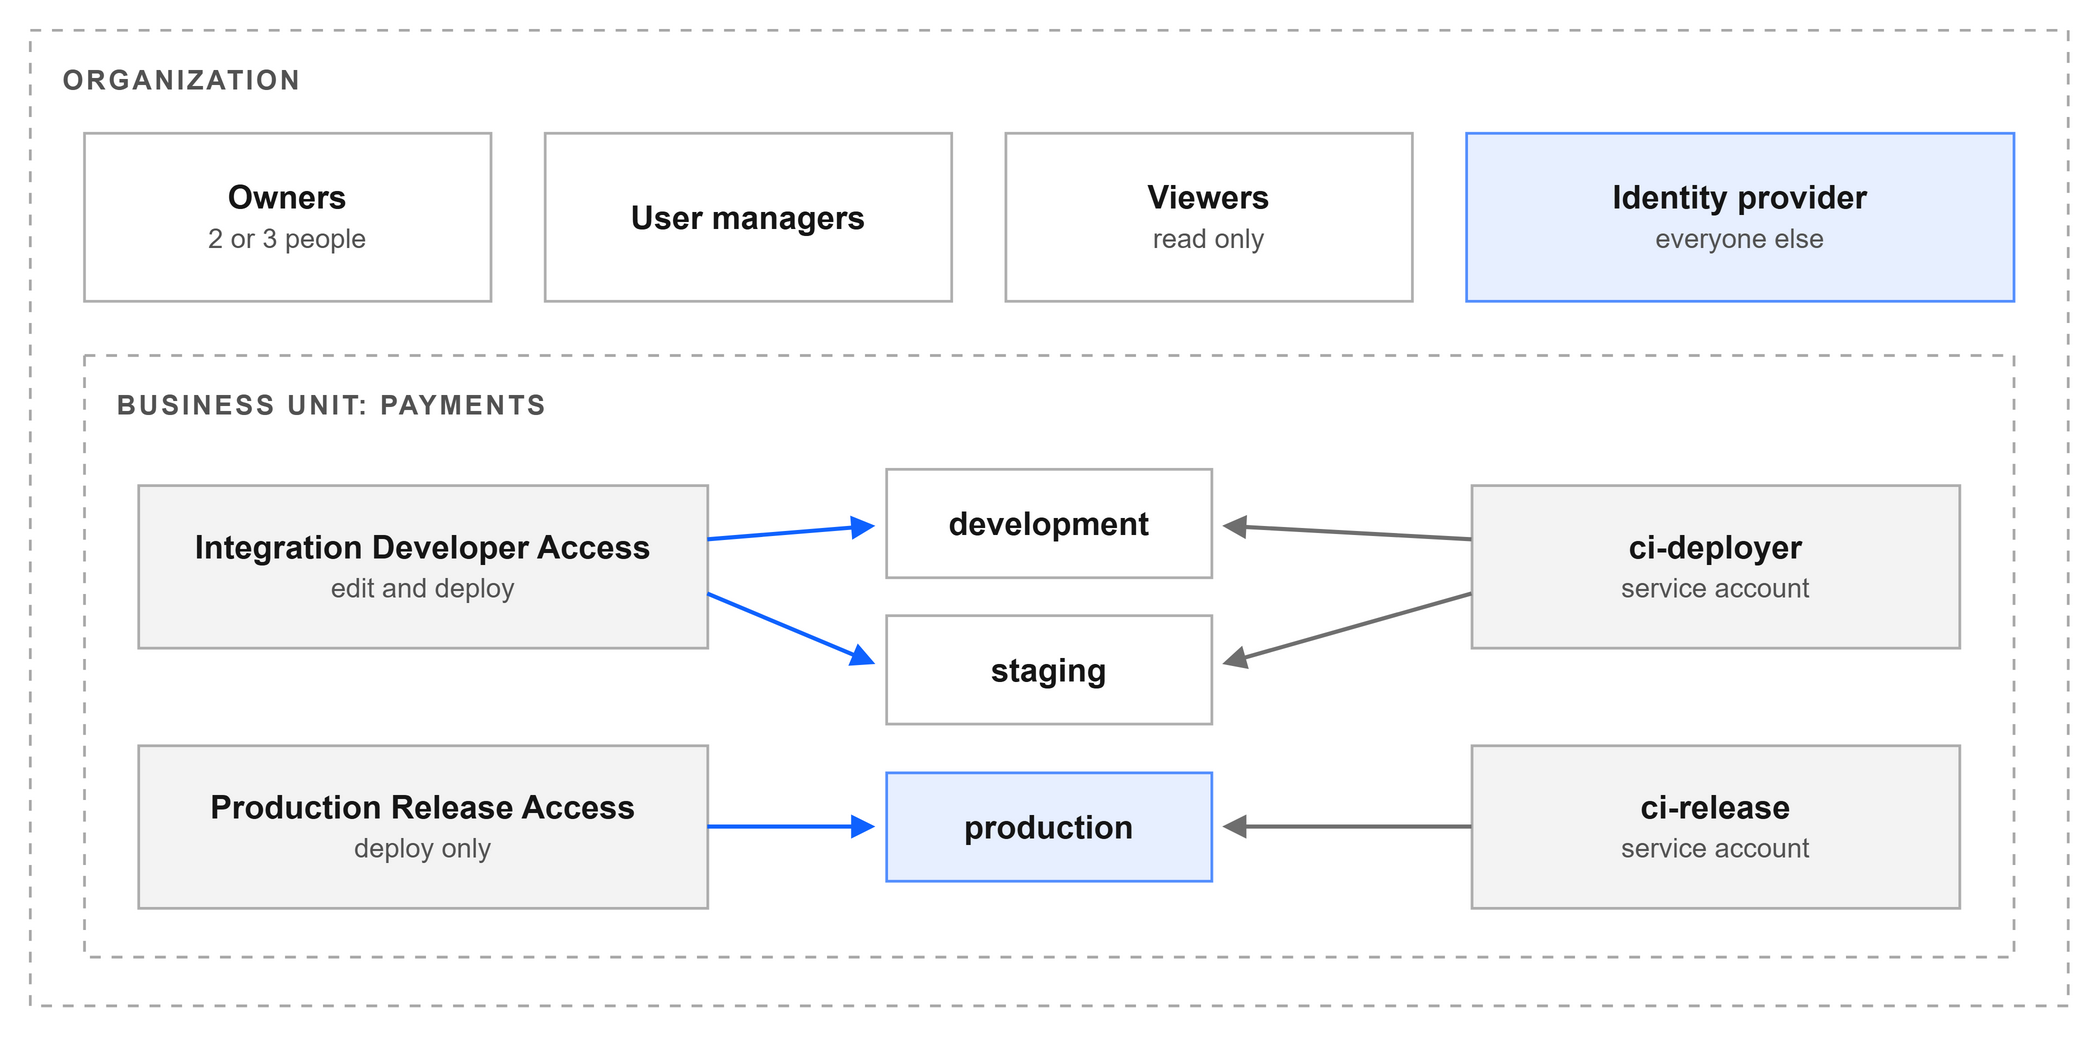 ORGANIZATION
Owners
2 or 3 people
User managers
Viewers
read only
Identity provider
everyone else
BUSINESS UNIT: PAYMENTS
Integration Developer Access
edit and deploy
development
staging
ci-deployer
service account
Production Release Access
deploy only
production
ci-release
service account